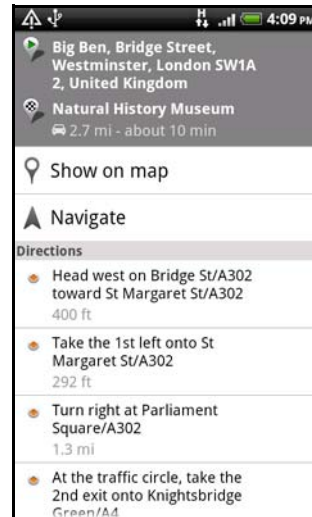 H
4:09 PM
Big Ben, Bridge Street,
Westminster, London SW1A
2, United Kingdom
Natural History Museum
2.7 mi - about 10 min
Show on map
Navigate
Directions
Head west on Bridge St/A302
toward St Margaret St/A302
400 ft
Take the 1st left onto St
Margaret St/A302
292 ft
Turn right at Parliament
Square/A302
1.3 mi
At the traffic circle, take the
2nd exit onto Knightsbridge
Green/A4